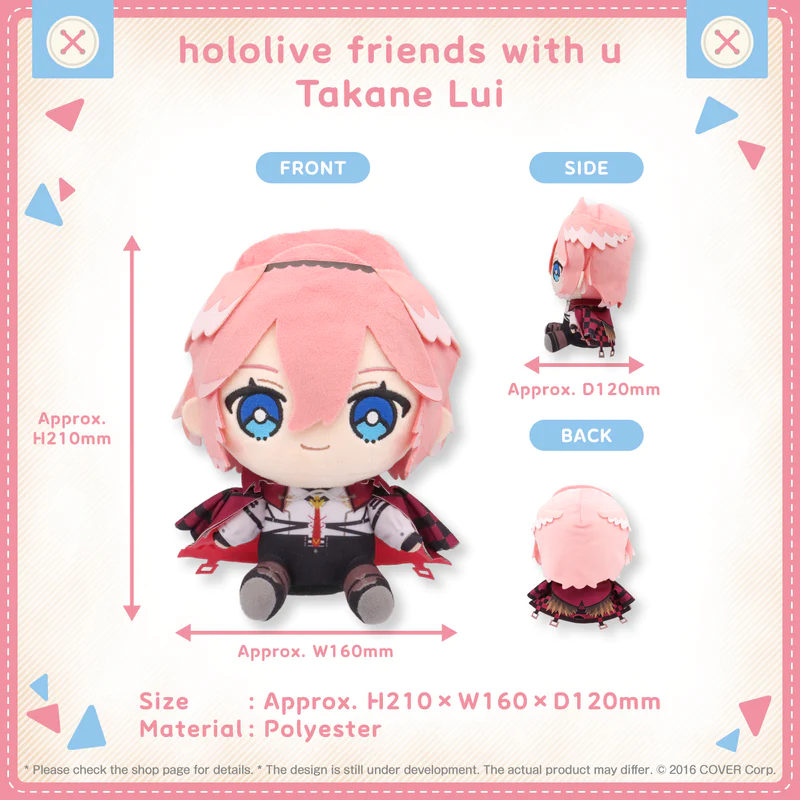 hololive friends with u
Takane Lui
FRONT
SIDE
Approx. H210mm
Approx. D120mm
BACK
Approx. W160mm
Size : Approx. H210×W160×D120mm
Material : Polyester
* Please check the shop page for details. * The design is still under development. The actual product may differ. © 2016 COVER Corp.